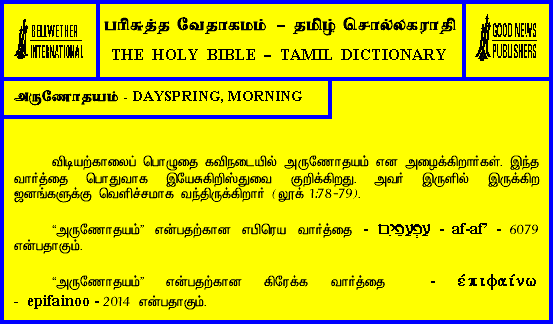 BELLWETHER
INTERNATIONAL
பரிசுத்த வேதாகமம் – தமிழ் சொல்லகராதி
THE HOLY BIBLE – TAMIL DICTIONARY
GOOD NEWS
PUBLISHERS
அருணோதயம் - DAYSPRING, MORNING
விடியற்காலைப் பொழுதை கவிநடையில் அருணோதயம் என அழைக்கிறார்கள். இந்த
வார்த்தை பொதுவாக இயேசுகிறிஸ்துவை குறிக்கிறது. அவர் இருளில் இருக்கிற
ஜனங்களுக்கு வெளிச்சமாக வந்திருக்கிறார் (லூக் 1:78-79).
“அருணோதயம்” என்பதற்கான எபிரெய வார்த்தை - עפְעַפַּיִם - af-af’ - 6079
என்பதாகும்.
“அருணோதயம்” என்பதற்கான கிரேக்க வார்த்தை - έπιφαίνω
- epifainoo - 2014 என்பதாகும்.